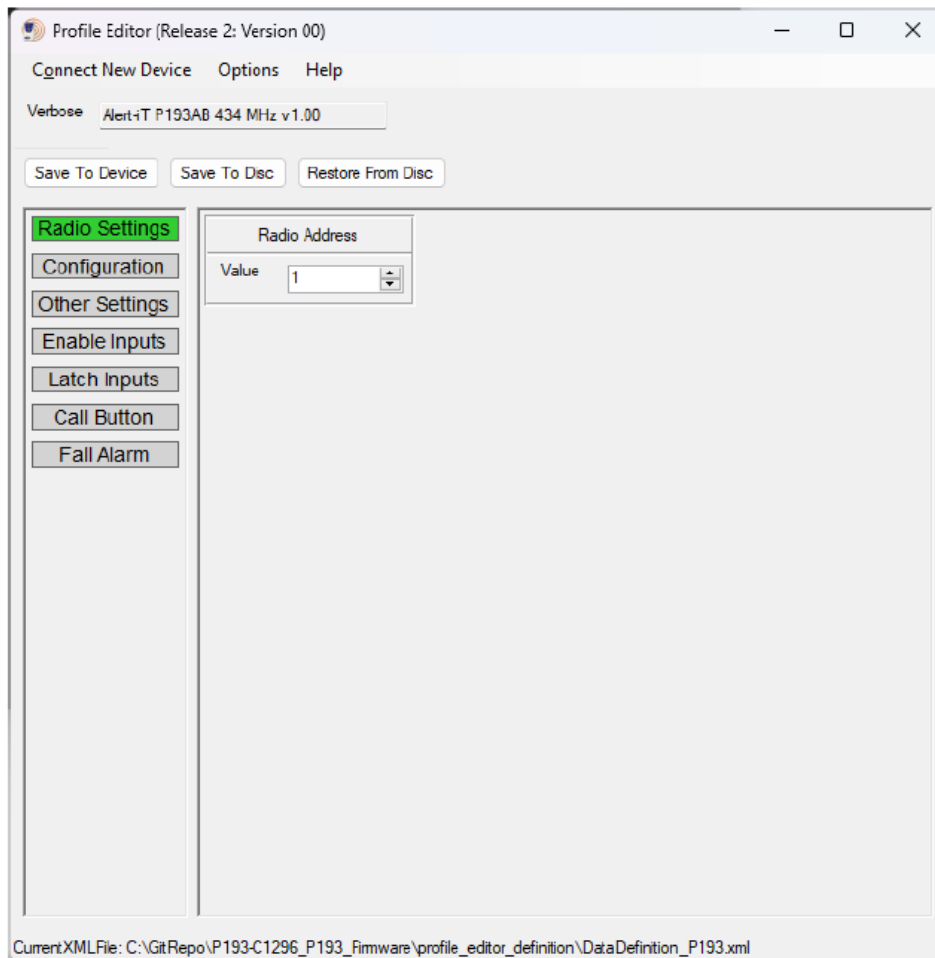 Profile Editor (Release 2: Version 00)
Connect New Device Options Help
Verbose Alert-iT P193AB 434 MHz v1.00
Save To Device Save To Disc Restore From Disc
Radio Settings
Configuration
Other Settings
Enable Inputs
Latch Inputs
Call Button
Fall Alarm
Radio Address
Value 1
CurrentXMLFile: C:\GitRepo\P193-C1296_P193_Firmware\profile_editor_definition\DataDefinition_P193.xml